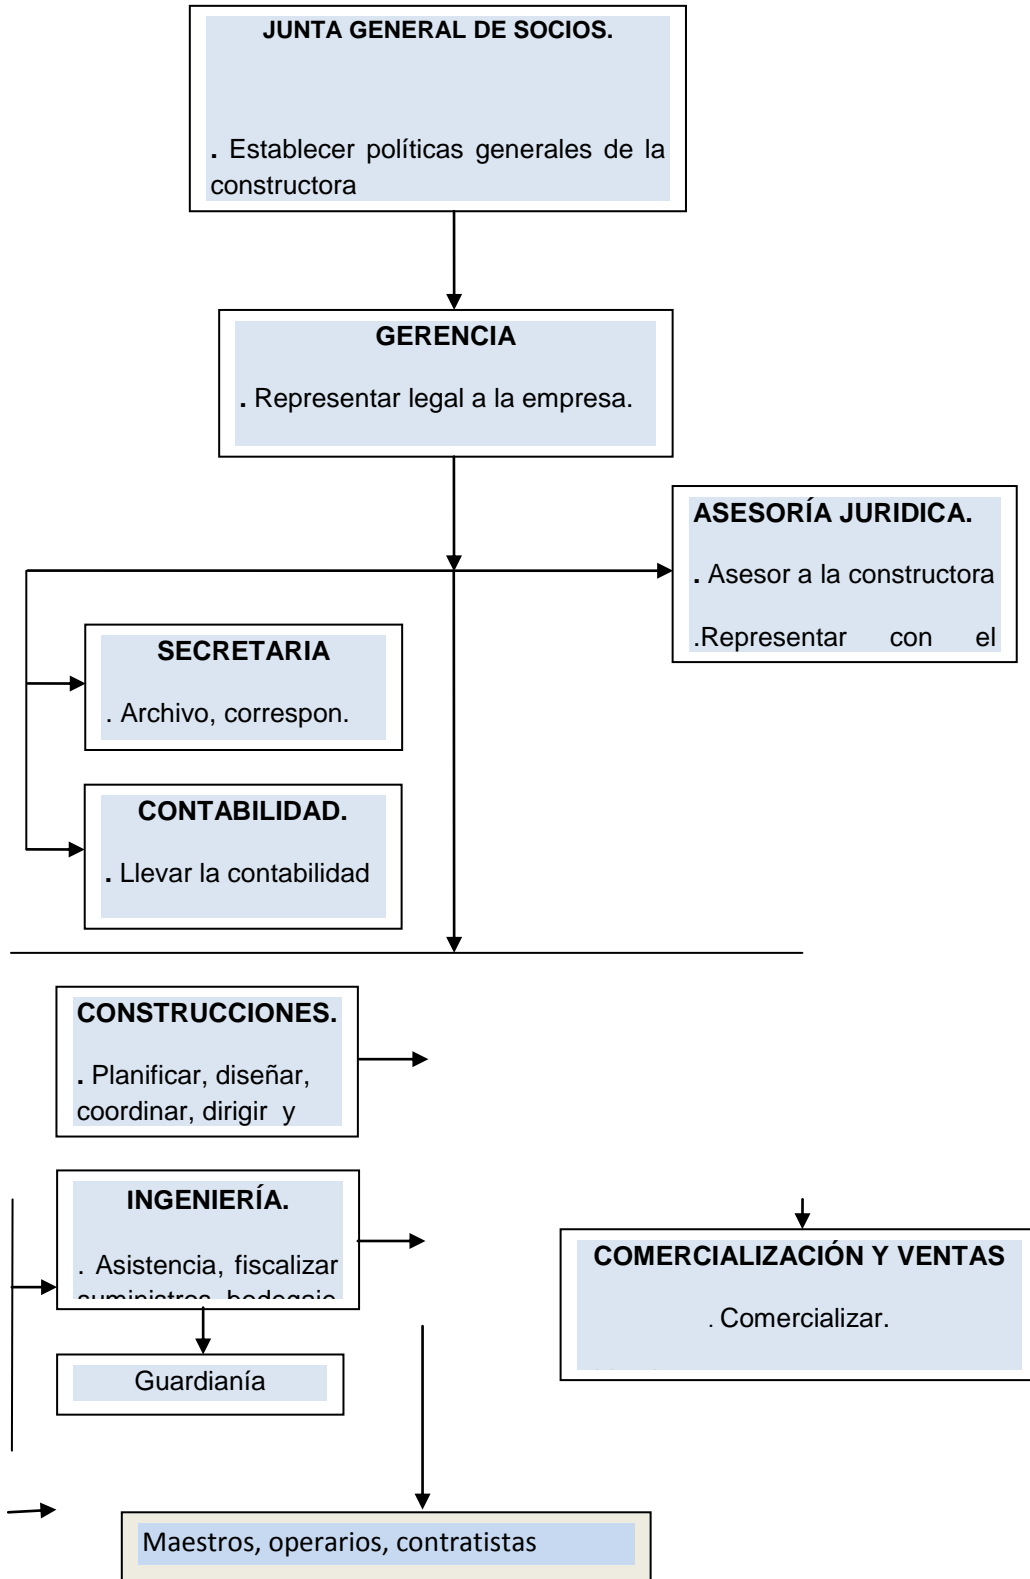 JUNTA GENERAL DE SOCIOS.
. Establecer políticas generales de la
constructora
GERENCIA
. Representar legal a la empresa.
ASESORÍA JURIDICA.
. Asesor a la constructora
.Representar con el
SECRETARIA
. Archivo, correspon.
CONTABILIDAD.
. Llevar la contabilidad
CONSTRUCCIONES.
. Planificar, diseñar,
coordinar, dirigir y
INGENIERÍA.
. Asistencia, fiscalizar
suministros, bodegaje
COMERCIALIZACIÓN Y VENTAS
. Comercializar.
Guardianía
Maestros, operarios, contratistas